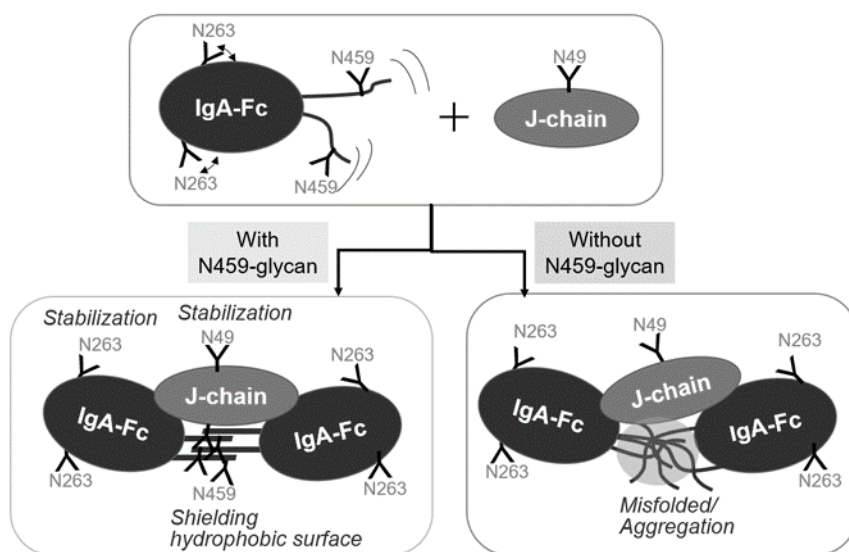 N263
N459
N49
IgA-Fc
+
J-chain
N263
N459
With
N459-glycan
Without
N459-glycan
Stabilization
Stabilization
N263
N49
N263
J-chain
IgA-Fc
IgA-Fc
N263
N459
N263
Shielding
hydrophobic surface
N263
N49
N263
J-chain
IgA-Fc
IgA-Fc
N263
N263
Misfolded/
Aggregation